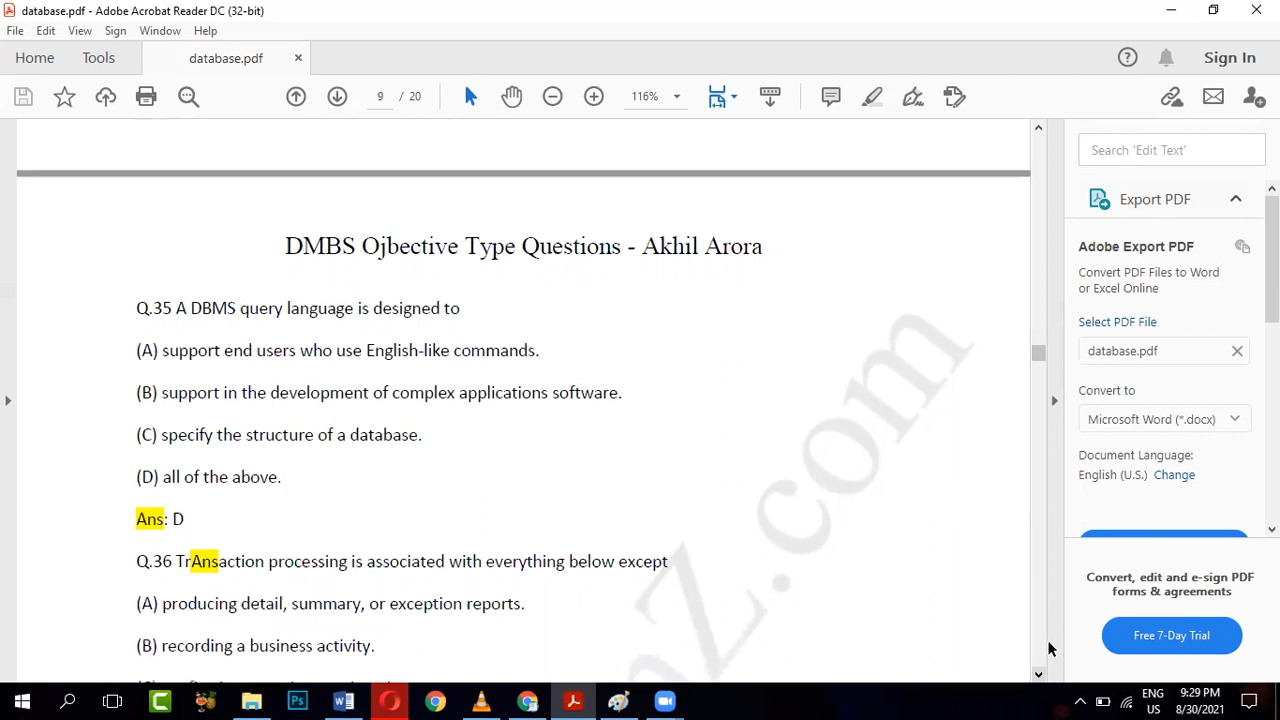 database.pdf - Adobe Acrobat Reader DC (32-bit)
File Edit View Sign Window Help
Home Tools database.pdf Sign In
9 / 20 116%
DMBS Ojbective Type Questions - Akhil Arora
Q.35 A DBMS query language is designed to
(A) support end users who use English-like commands.
(B) support in the development of complex applications software.
(C) specify the structure of a database.
(D) all of the above.
Ans: D
Q.36 TrAnsaction processing is associated with everything below except
(A) producing detail, summary, or exception reports.
(B) recording a business activity.
nZ.com
Search 'Edit Text'
Export PDF
Adobe Export PDF
Convert PDF Files to Word
or Excel Online
Select PDF File
database.pdf
Convert to
Microsoft Word (*.docx)
Document Language:
English (U.S.) Change
Convert, edit and e-sign PDF
forms & agreements
Free 7-Day Trial
ENG
US
9:29 PM
8/30/2021